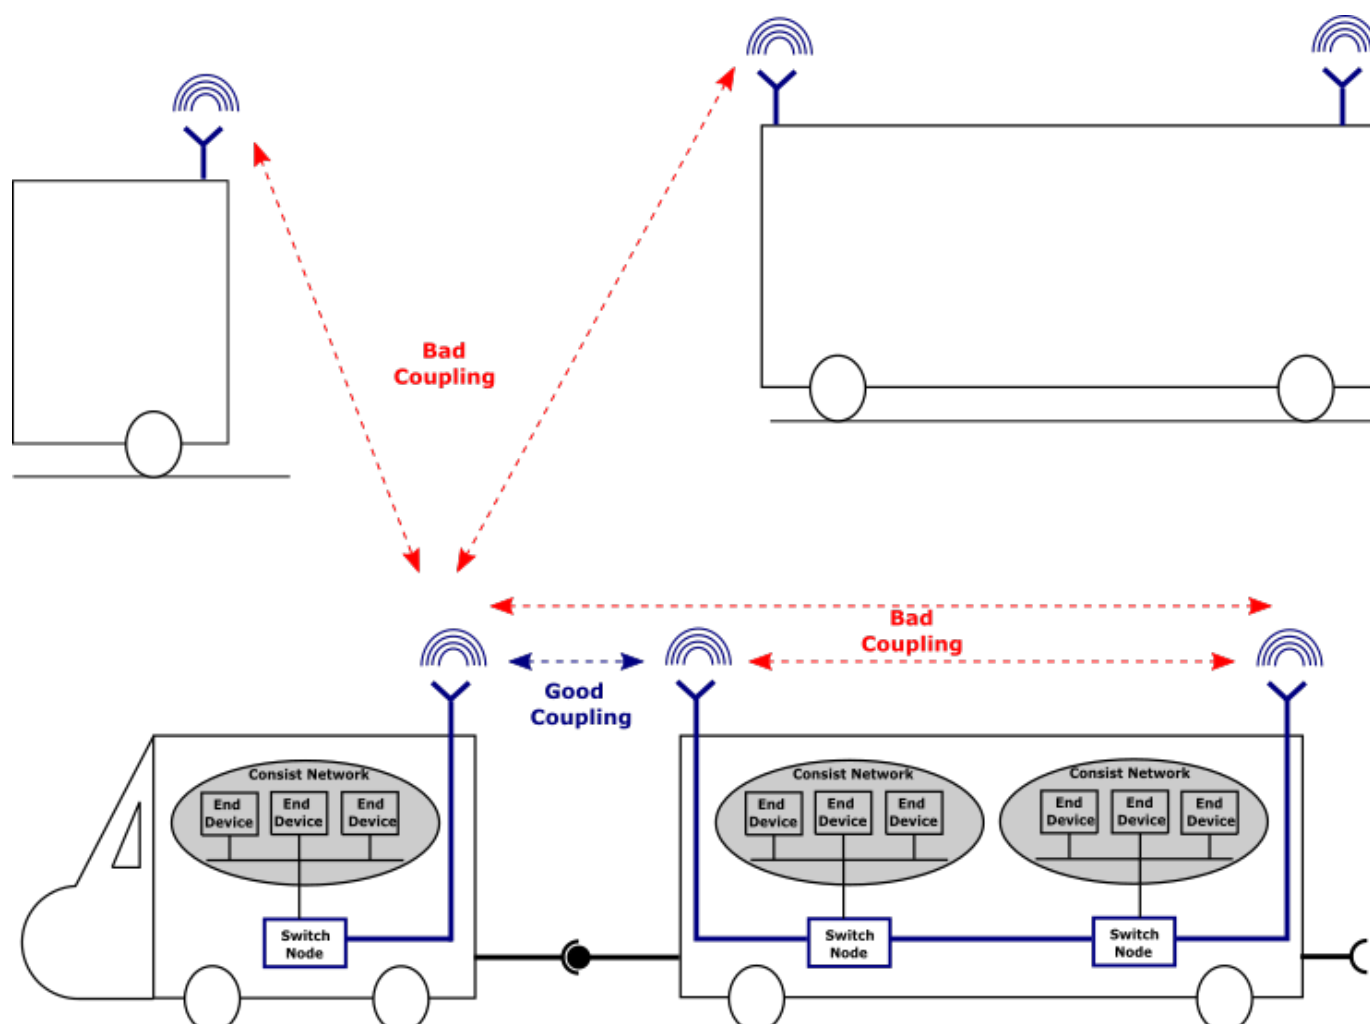 Bad
Coupling
Bad
Coupling
Good
Coupling
Consist Network
End
Device
End
Device
End
Device
Switch
Node
Consist Network
End
Device
End
Device
End
Device
Switch
Node
Consist Network
End
Device
End
Device
End
Device
Switch
Node